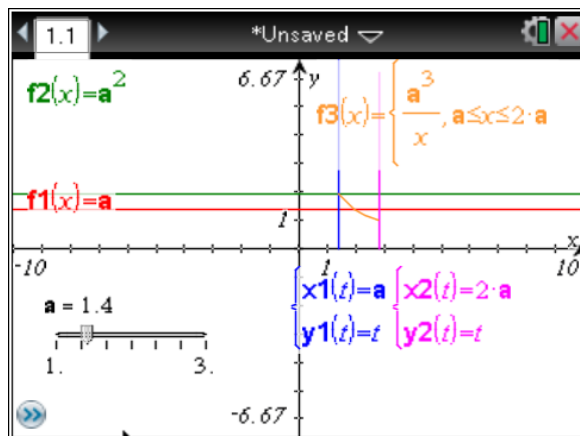 1.1 *Unsaved
6.67 y
f2(x)=a²
f3(x)={a³/x, a≤x≤2·a
f1(x)=a
1
x
-10 1 10
a = 1.4
x1(t)=a x2(t)=2·a
y1(t)=t y2(t)=t
1. 3.
-6.67